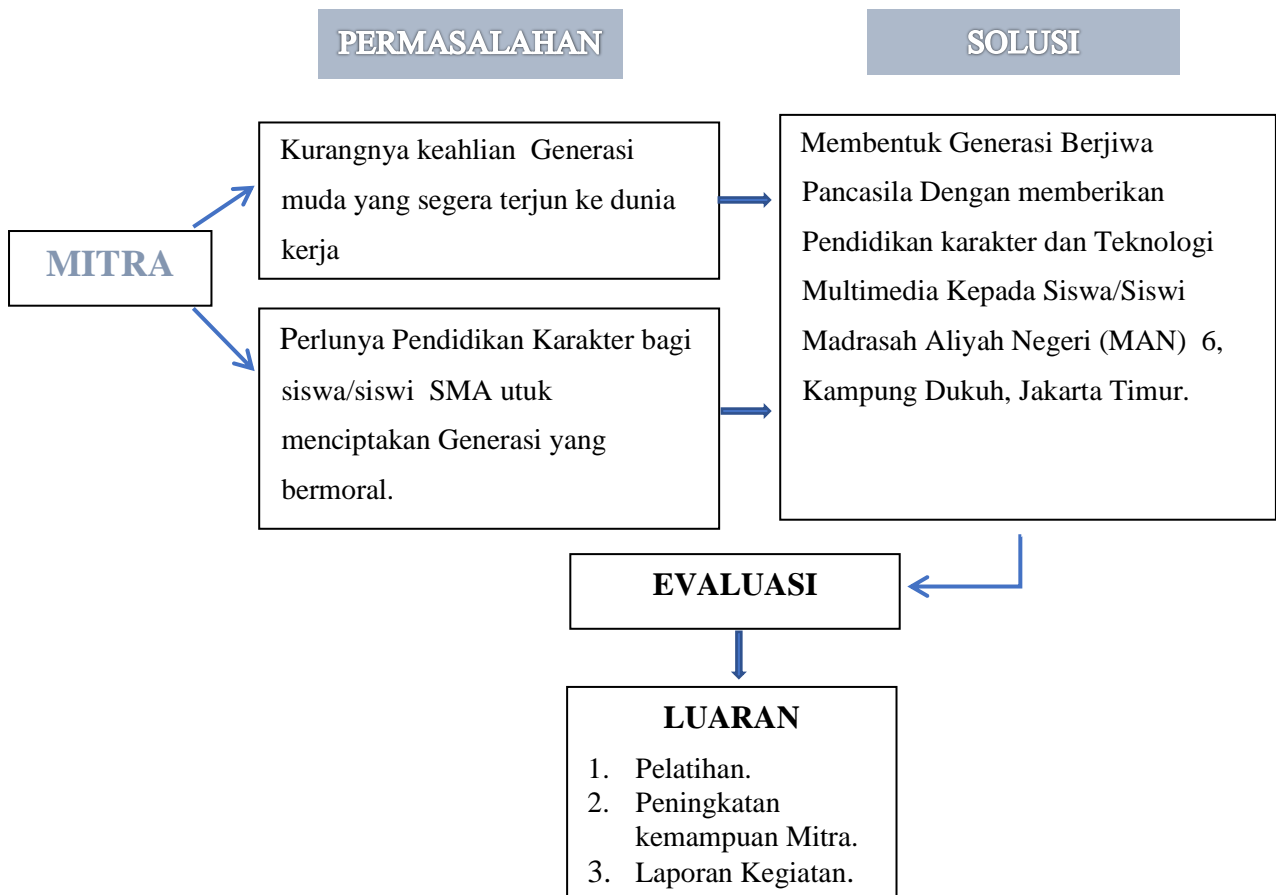 PERMASALAHAN
SOLUSI
MITRA
Kurangnya keahlian Generasi
muda yang segera terjun ke dunia
kerja
Perlunya Pendidikan Karakter bagi
siswa/siswi SMA utuk
menciptakan Generasi yang
bermoral.
Membentuk Generasi Berjiwa
Pancasila Dengan memberikan
Pendidikan karakter dan Teknologi
Multimedia Kepada Siswa/Siswi
Madrasah Aliyah Negeri (MAN) 6,
Kampung Dukuh, Jakarta Timur.
EVALUASI
LUARAN
1. Pelatihan.
2. Peningkatan
kemampuan Mitra.
3. Laporan Kegiatan.